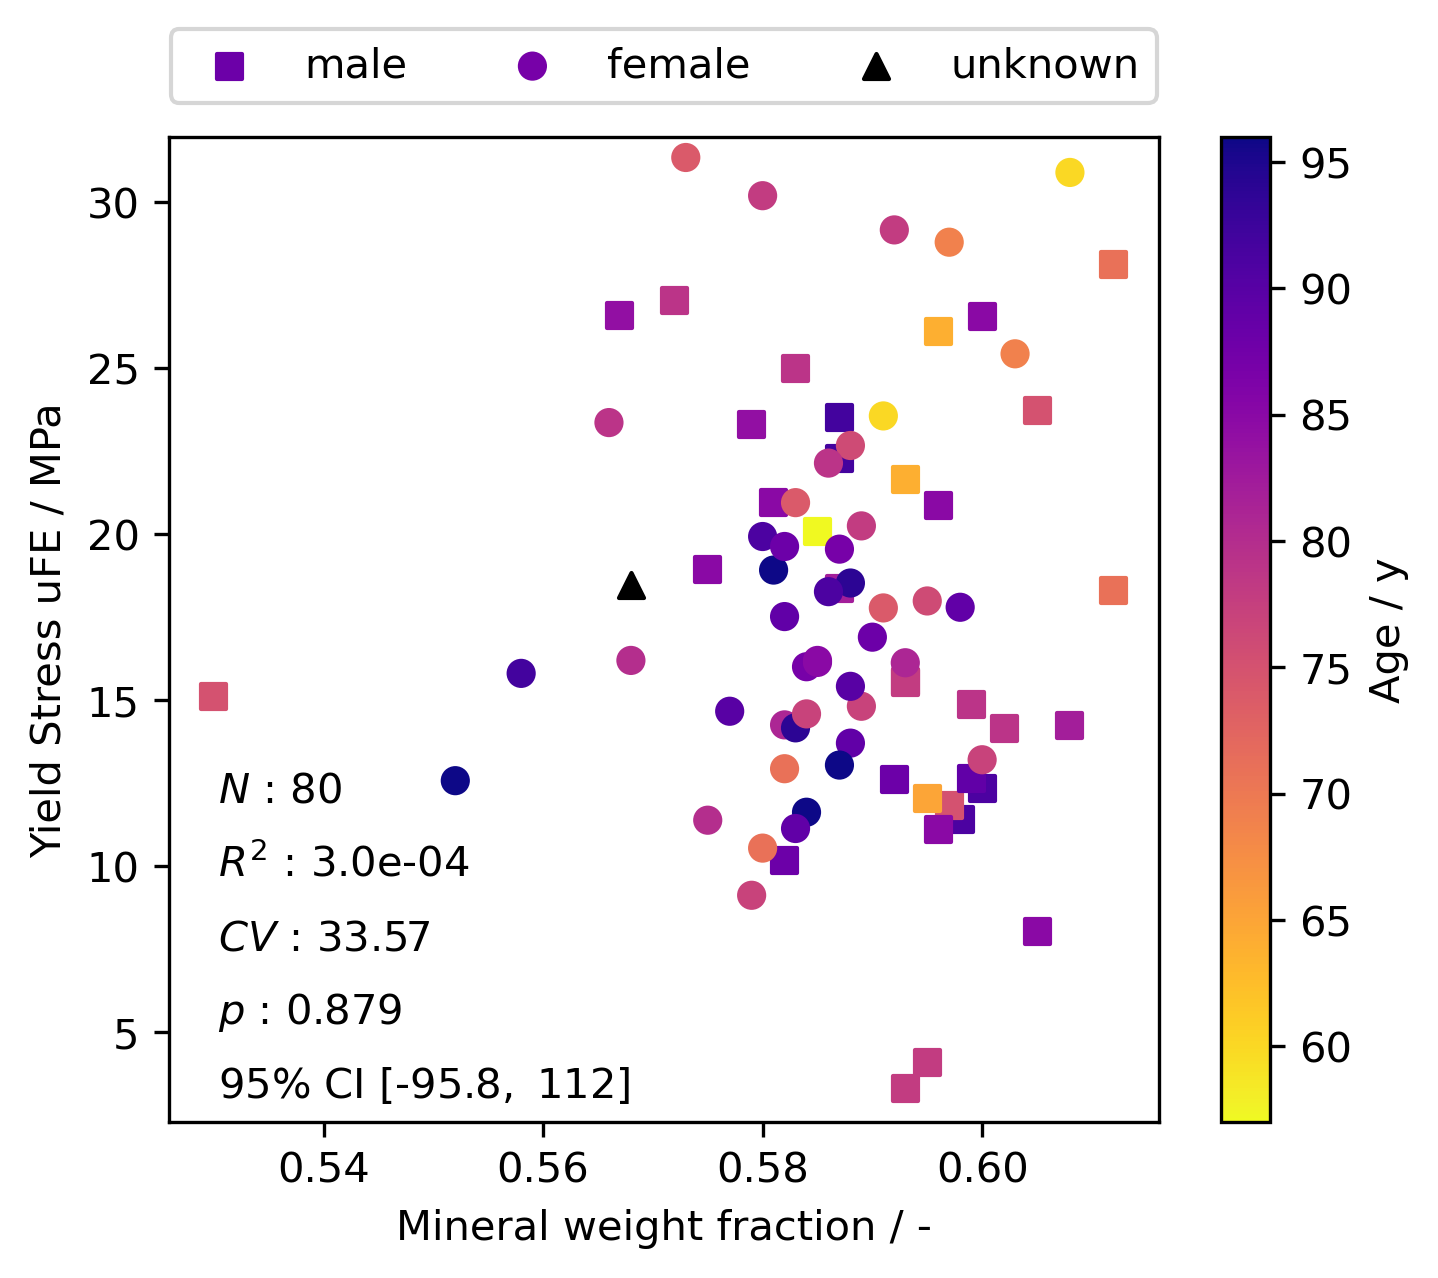 male female unknown
30
25
20
15
10
5
Yield Stress uFE / MPa
N : 80
R² : 3.0e-04
CV : 33.57
p : 0.879
95% CI [-95.8, 112]
0.54 0.56 0.58 0.60
Mineral weight fraction / -
95
90
85
80
75
70
65
60
Age / y